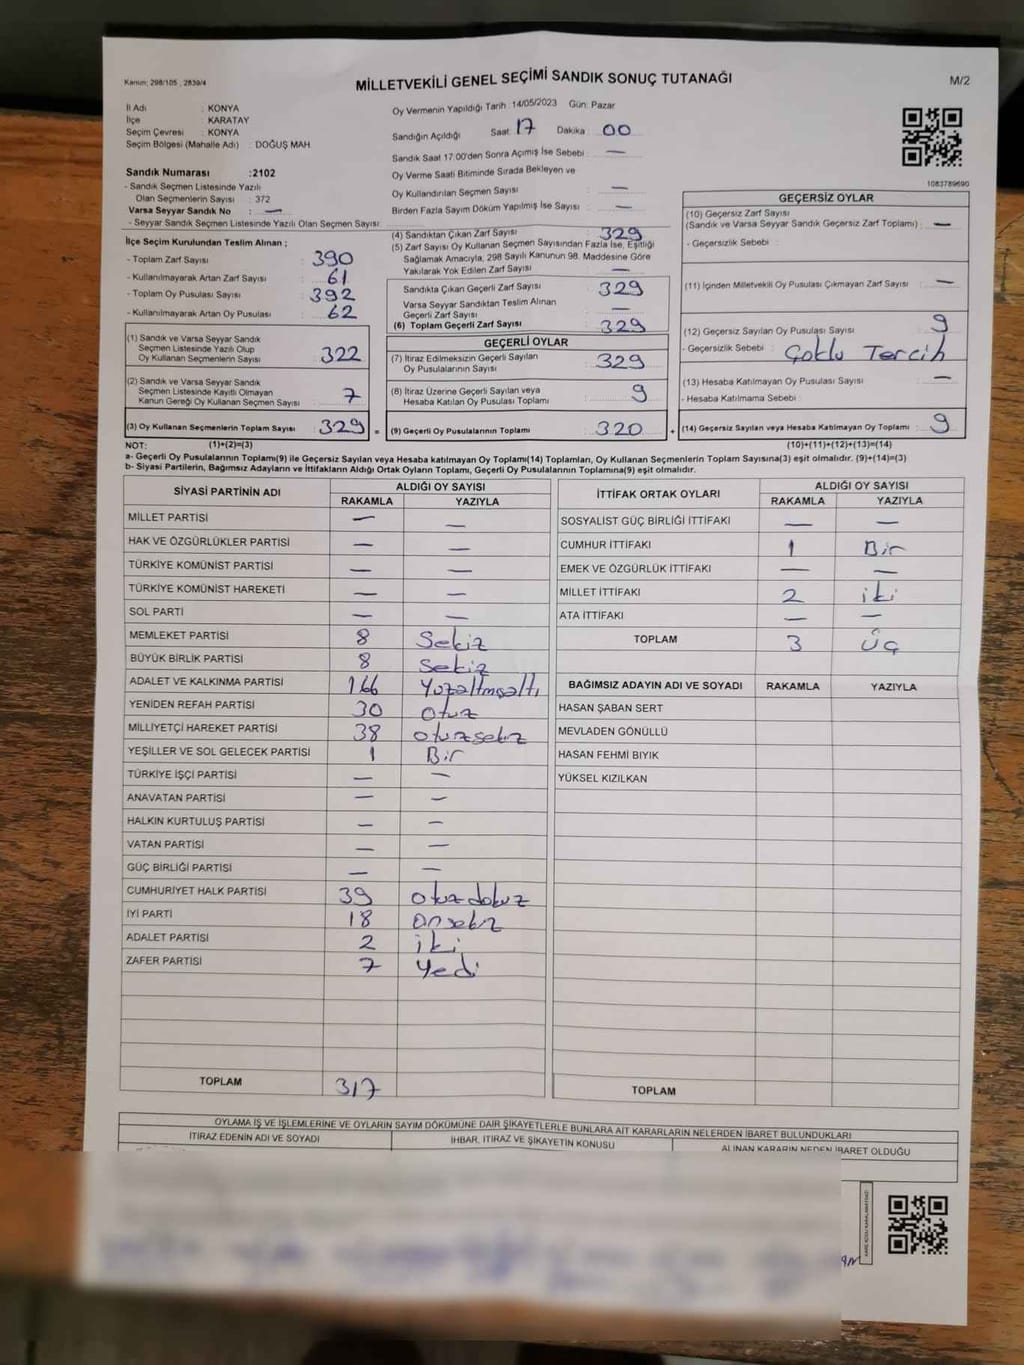 Kanun: 298/105, 2839/4
MİLLETVEKİLİ GENEL SEÇİMİ SANDIK SONUÇ TUTANAĞI
M/2
İl Adı : KONYA
İlçe : KARATAY
Seçim Çevresi : KONYA
Seçim Bölgesi (Mahalle Adı) : DOĞUŞ MAH
Sandık Numarası :2102
- Sandık Seçmen Listesinde Yazılı
Olan Seçmenlerin Sayısı : 372
Varsa Seyyar Sandık No : —
- Seyyar Sandık Seçmen Listesinde Yazılı Olan Seçmen Sayısı :
Oy Vermenin Yapıldığı Tarih : 14/05/2023 Gün: Pazar
Sandığın Açıldığı Saat 17 Dakika 00
Sandık Saat 17:00'den Sonra Açımış İse Sebebi : —
Oy Verme Saati Bitiminde Sırada Bekleyen ve
Oy Kullandırılan Seçmen Sayısı : —
Birden Fazla Sayım Döküm Yapılmış İse Sayısı : —
1083789690
İlçe Seçim Kurulundan Teslim Alınan ;
- Toplam Zarf Sayısı : 390
- Kullanılmayarak Artan Zarf Sayısı : 61
- Toplam Oy Pusulası Sayısı : 392
- Kullanılmayarak Artan Oy Pusulası : 62
(1) Sandık ve Varsa Seyyar Sandık
Seçmen Listesinde Yazılı Olup
Oy Kullanan Seçmenlerin Sayısı : 322
(2) Sandık ve Varsa Seyyar Sandık
Seçmen Listesinde Kayıtlı Olmayan
Kanun Gereği Oy Kullanan Seçmen Sayısı : 7
(3) Oy Kullanan Seçmenlerin Toplam Sayısı : 329 =
(4) Sandıktan Çıkan Zarf Sayısı : 329
(5) Zarf Sayısı Oy Kullanan Seçmen Sayısından Fazla İse, Eşitliği
Sağlamak Amacıyla, 298 Sayılı Kanunun 98. Maddesine Göre
Yakılarak Yok Edilen Zarf Sayısı : —
Sandıkta Çıkan Geçerli Zarf Sayısı : 329
Varsa Seyyar Sandıktan Teslim Alınan
Geçerli Zarf Sayısı : —
(6) Toplam Geçerli Zarf Sayısı : 329
GEÇERLİ OYLAR
(7) İtiraz Edilmeksizin Geçerli Sayılan
Oy Pusulalarının Sayısı : 329
(8) İtiraz Üzerine Geçerli Sayılan veya
Hesaba Katılan Oy Pusulası Toplamı : 9
(9) Geçerli Oy Pusulalarının Toplamı : 320 +
GEÇERSİZ OYLAR
(10) Geçersiz Zarf Sayısı
(Sandık ve Varsa Seyyar Sandık Geçersiz Zarf Toplamı) : —
- Geçersizlik Sebebi :
(11) İçinden Milletvekili Oy Pusulası Çıkmayan Zarf Sayısı : —
(12) Geçersiz Sayılan Oy Pusulası Sayısı : 9
- Geçersizlik Sebebi : Çoklu Tercih
(13) Hesaba Katılmayan Oy Pusulası Sayısı : —
- Hesaba Katılmama Sebebi :
(14) Geçersiz Sayılan veya Hesaba Katılmayan Oy Toplamı : 9
NOT: (1)+(2)=(3) (10)+(11)+(12)+(13)=(14)
a- Geçerli Oy Pusulalarının Toplamı(9) ile Geçersiz Sayılan veya Hesaba katılmayan Oy Toplamı(14) Toplamları, Oy Kullanan Seçmenlerin Toplam Sayısına(3) eşit olmalıdır. (9)+(14)=(3)
b- Siyasi Partilerin, Bağımsız Adayların ve İttifakların Aldığı Ortak Oyların Toplamı, Geçerli Oy Pusulalarının Toplamına(9) eşit olmalıdır.
SİYASİ PARTİNİN ADI ALDIĞI OY SAYISI
RAKAMLA YAZIYLA
MİLLET PARTİSİ — —
HAK VE ÖZGÜRLÜKLER PARTİSİ — —
TÜRKİYE KOMÜNİST PARTİSİ — —
TÜRKİYE KOMÜNİST HAREKETİ — —
SOL PARTİ — —
MEMLEKET PARTİSİ 8 Sekiz
BÜYÜK BİRLİK PARTİSİ 8 Sekiz
ADALET VE KALKINMA PARTİSİ 166 Yüzaltmışaltı
YENİDEN REFAH PARTİSİ 30 Otuz
MİLLİYETÇİ HAREKET PARTİSİ 38 otuzsekiz
YEŞİLLER VE SOL GELECEK PARTİSİ 1 Bir
TÜRKİYE İŞÇİ PARTİSİ — —
ANAVATAN PARTİSİ — —
HALKIN KURTULUŞ PARTİSİ — —
VATAN PARTİSİ — —
GÜÇ BİRLİĞİ PARTİSİ — —
CUMHURİYET HALK PARTİSİ 39 otuzdokuz
İYİ PARTİ 18 onsekiz
ADALET PARTİSİ 2 iki
ZAFER PARTİSİ 7 Yedi
TOPLAM 317
İTTİFAK ORTAK OYLARI ALDIĞI OY SAYISI
RAKAMLA YAZIYLA
SOSYALİST GÜÇ BİRLİĞİ İTTİFAKI — —
CUMHUR İTTİFAKI 1 Bir
EMEK VE ÖZGÜRLÜK İTTİFAKI — —
MİLLET İTTİFAKI 2 iki
ATA İTTİFAKI — —
TOPLAM 3 Üç
BAĞIMSIZ ADAYIN ADI VE SOYADI RAKAMLA YAZIYLA
HASAN ŞABAN SERT
MEVLADEN GÖNÜLLÜ
HASAN FEHMİ BIYIK
YÜKSEL KIZILKAN
TOPLAM
OYLAMA İŞ VE İŞLEMLERİNE VE OYLARIN SAYIM DÖKÜMÜNE DAİR ŞİKAYETLERLE BUNLARA AİT KARARLARIN NELERDEN İBARET BULUNDUKLARI
İTİRAZ EDENİN ADI VE SOYADI İHBAR, İTİRAZ VE ŞİKAYETİN KONUSU ALINAN KARARIN NEDEN İBARET OLDUĞU